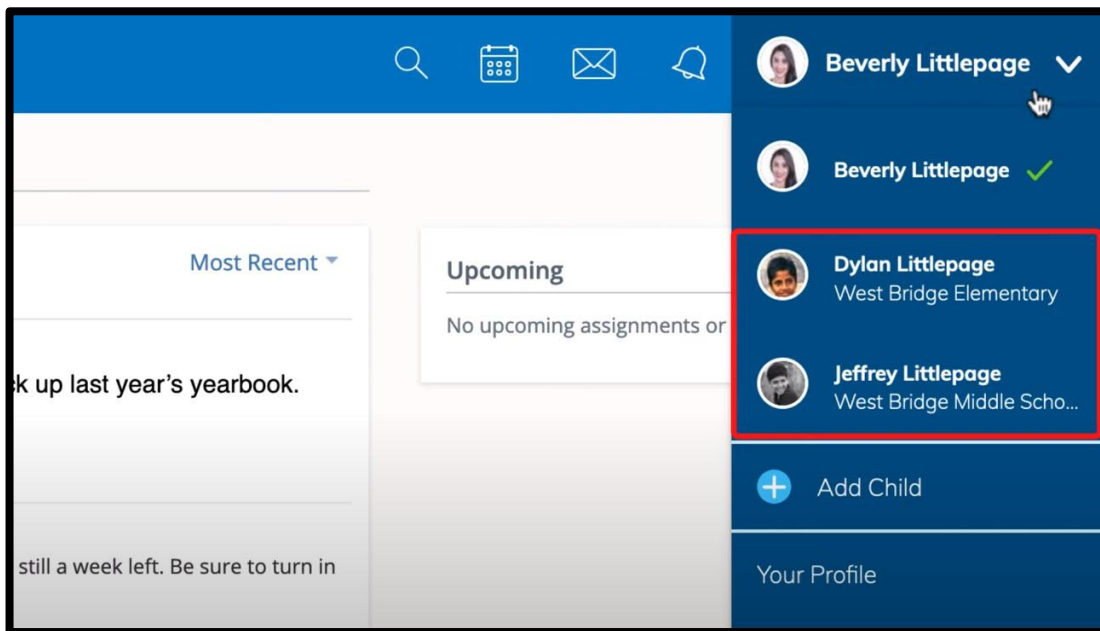 Beverly Littlepage
Beverly Littlepage
Dylan Littlepage
West Bridge Elementary
Jeffrey Littlepage
West Bridge Middle Scho...
Add Child
Your Profile
Most Recent
k up last year's yearbook.
still a week left. Be sure to turn in
Upcoming
No upcoming assignments or